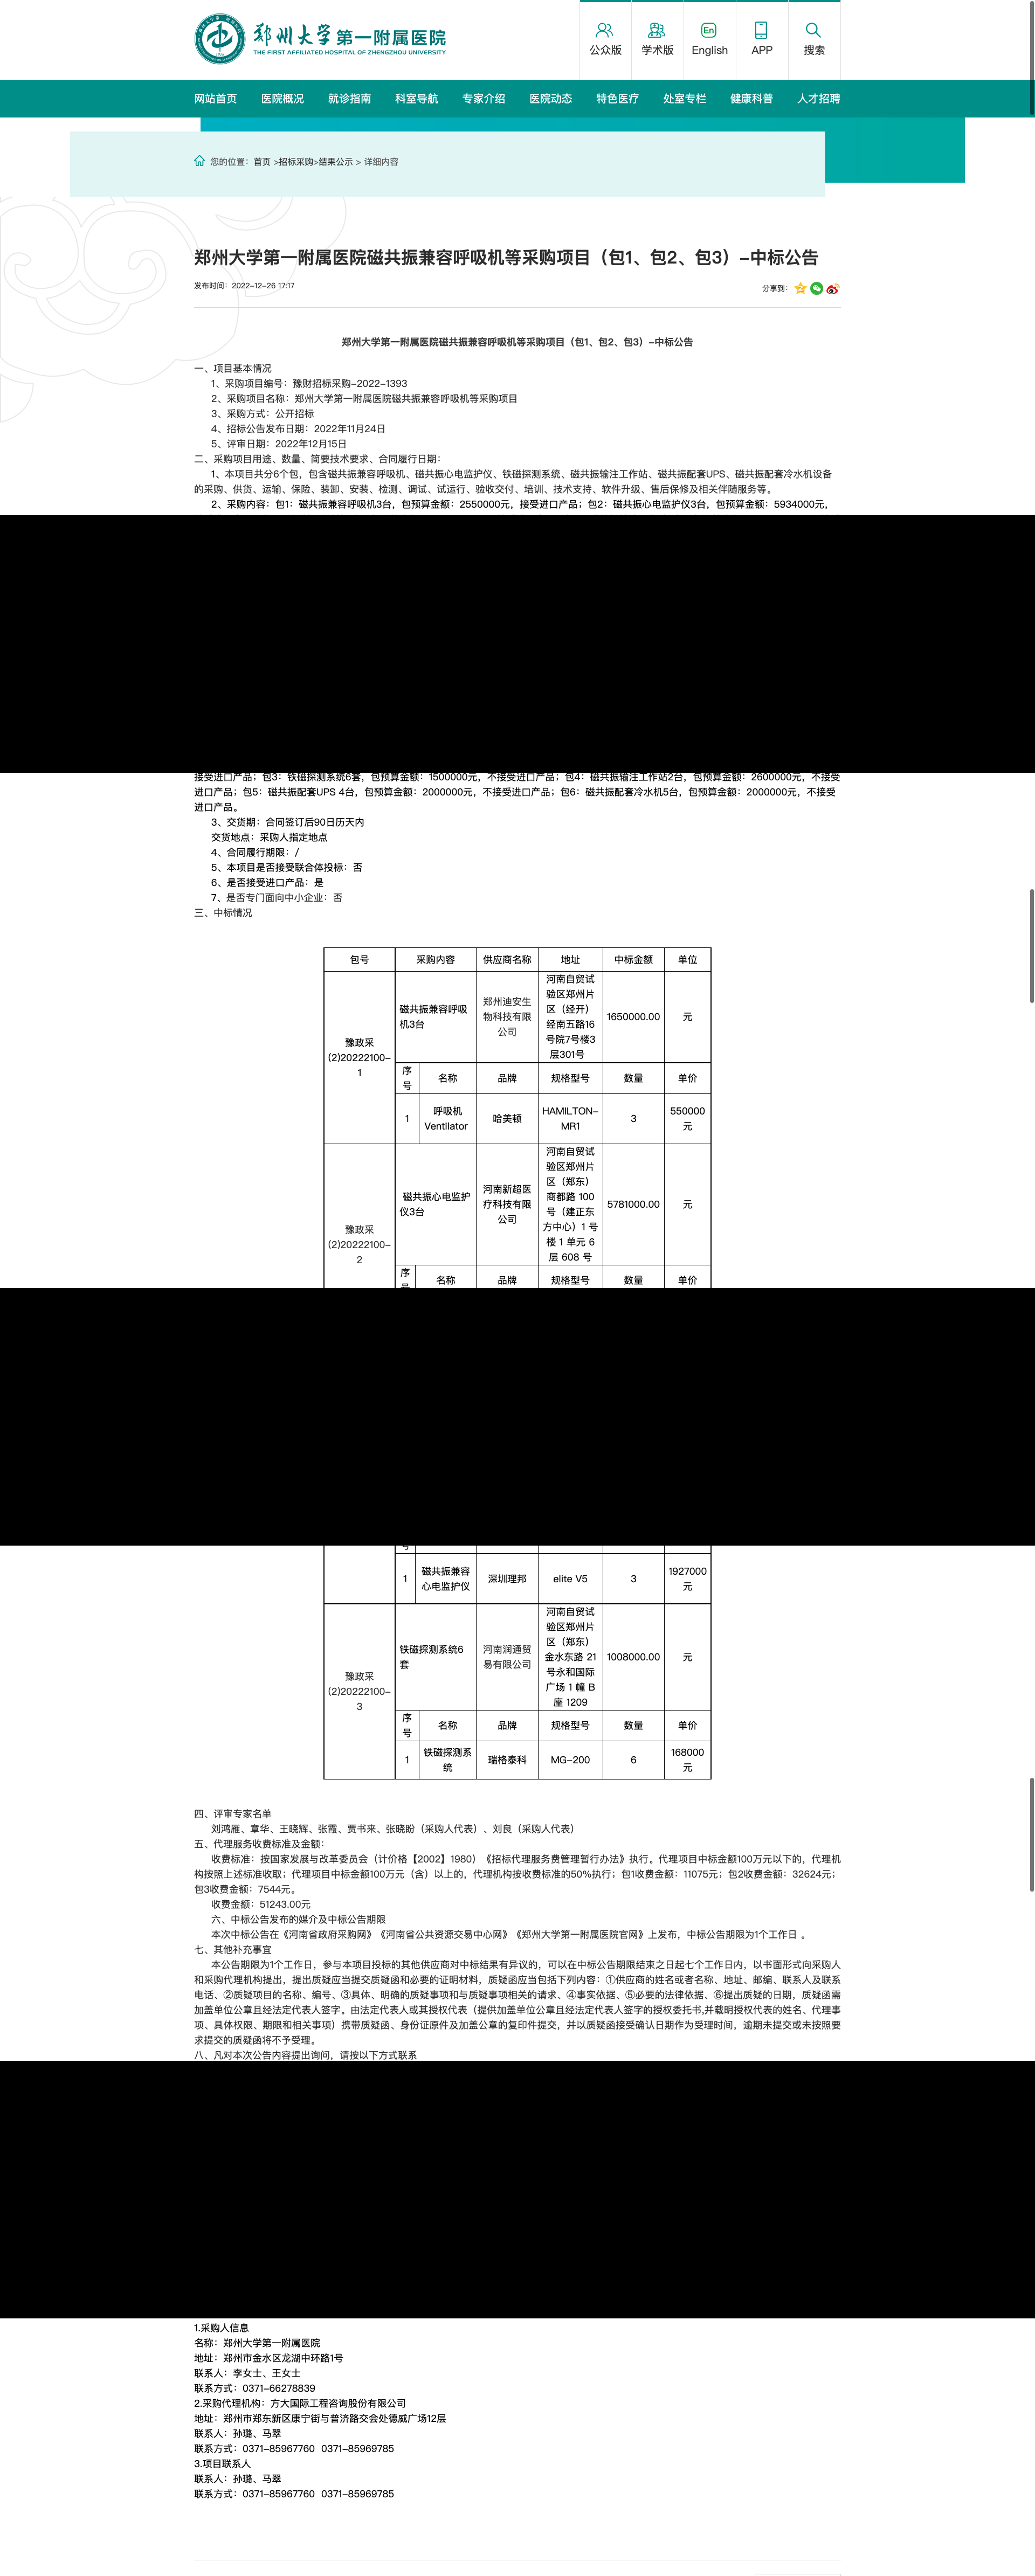 郑州大学第一附属医院
THE FIRST AFFILIATED HOSPITAL OF ZHENGZHOU UNIVERSITY
公众版 学术版 En English APP 搜索
网站首页 医院概况 就诊指南 科室导航 专家介绍 医院动态 特色医疗 处室专栏 健康科普 人才招聘
您的位置：首页 >招标采购>结果公示 > 详细内容
郑州大学第一附属医院磁共振兼容呼吸机等采购项目（包1、包2、包3）-中标公告
发布时间：2022-12-26 17:17
分享到：
郑州大学第一附属医院磁共振兼容呼吸机等采购项目（包1、包2、包3）-中标公告
一、项目基本情况
1、采购项目编号：豫财招标采购-2022-1393
2、采购项目名称：郑州大学第一附属医院磁共振兼容呼吸机等采购项目
3、采购方式：公开招标
4、招标公告发布日期：2022年11月24日
5、评审日期：2022年12月15日
二、采购项目用途、数量、简要技术要求、合同履行日期：
1、本项目共分6个包，包含磁共振兼容呼吸机、磁共振心电监护仪、铁磁探测系统、磁共振输注工作站、磁共振配套UPS、磁共振配套冷水机设备
的采购、供货、运输、保险、装卸、安装、检测、调试、试运行、验收交付、培训、技术支持、软件升级、售后保修及相关伴随服务等。
2、采购内容：包1：磁共振兼容呼吸机3台，包预算金额：2550000元，接受进口产品；包2：磁共振心电监护仪3台，包预算金额：5934000元，
接受进口产品；包3：铁磁探测系统6套，包预算金额：1500000元，不接受进口产品；包4：磁共振输注工作站2台，包预算金额：2600000元，不接受
进口产品；包5：磁共振配套UPS 4台，包预算金额：2000000元，不接受进口产品；包6：磁共振配套冷水机5台，包预算金额：2000000元，不接受
进口产品。
3、交货期：合同签订后90日历天内
交货地点：采购人指定地点
4、合同履行期限：/
5、本项目是否接受联合体投标：否
6、是否接受进口产品：是
7、是否专门面向中小企业：否
三、中标情况
包号 采购内容 供应商名称 地址 中标金额 单位
豫政采
(2)20222100-
1
磁共振兼容呼吸
机3台
郑州迪安生
物科技有限
公司
河南自贸试
验区郑州片
区（经开）
经南五路16
号院7号楼3
层301号
1650000.00 元
序
号
名称 品牌 规格型号 数量 单价
1
呼吸机
Ventilator
哈美顿
HAMILTON-
MR1
3
550000
元
豫政采
(2)20222100-
2
磁共振心电监护
仪3台
河南新超医
疗科技有限
公司
河南自贸试
验区郑州片
区（郑东）
商都路 100
号（建正东
方中心）1 号
楼 1 单元 6
层 608 号
5781000.00 元
序
号
名称 品牌 规格型号 数量 单价
1
磁共振兼容
心电监护仪
深圳理邦 elite V5 3
1927000
元
豫政采
(2)20222100-
3
铁磁探测系统6
套
河南润通贸
易有限公司
河南自贸试
验区郑州片
区（郑东）
金水东路 21
号永和国际
广场 1 幢 B
座 1209
1008000.00 元
序
号
名称 品牌 规格型号 数量 单价
1
铁磁探测系
统
瑞格泰科 MG-200 6
168000
元
四、评审专家名单
刘鸿雁、章华、王晓辉、张霞、贾书来、张晓盼（采购人代表）、刘良（采购人代表）
五、代理服务收费标准及金额：
收费标准：按国家发展与改革委员会（计价格【2002】1980）《招标代理服务费管理暂行办法》执行。代理项目中标金额100万元以下的，代理机
构按照上述标准收取；代理项目中标金额100万元（含）以上的，代理机构按收费标准的50%执行；包1收费金额：11075元；包2收费金额：32624元；
包3收费金额：7544元。
收费金额：51243.00元
六、中标公告发布的媒介及中标公告期限
本次中标公告在《河南省政府采购网》《河南省公共资源交易中心网》《郑州大学第一附属医院官网》上发布，中标公告期限为1个工作日 。
七、其他补充事宜
本公告期限为1个工作日，参与本项目投标的其他供应商对中标结果有异议的，可以在中标公告期限结束之日起七个工作日内，以书面形式向采购人
和采购代理机构提出，提出质疑应当提交质疑函和必要的证明材料，质疑函应当包括下列内容：①供应商的姓名或者名称、地址、邮编、联系人及联系
电话、②质疑项目的名称、编号、③具体、明确的质疑事项和与质疑事项相关的请求、④事实依据、⑤必要的法律依据、⑥提出质疑的日期，质疑函需
加盖单位公章且经法定代表人签字。由法定代表人或其授权代表（提供加盖单位公章且经法定代表人签字的授权委托书,并载明授权代表的姓名、代理事
项、具体权限、期限和相关事项）携带质疑函、身份证原件及加盖公章的复印件提交，并以质疑函接受确认日期作为受理时间，逾期未提交或未按照要
求提交的质疑函将不予受理。
八、凡对本次公告内容提出询问，请按以下方式联系
1.采购人信息
名称：郑州大学第一附属医院
地址：郑州市金水区龙湖中环路1号
联系人：李女士、王女士
联系方式：0371-66278839
2.采购代理机构：方大国际工程咨询股份有限公司
地址：郑州市郑东新区康宁街与普济路交会处德威广场12层
联系人：孙璐、马翠
联系方式：0371-85967760 0371-85969785
3.项目联系人
联系人：孙璐、马翠
联系方式：0371-85967760 0371-85969785